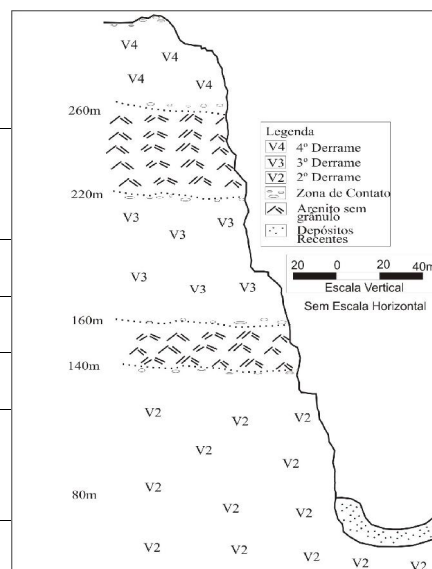 V4
V4
V4 V4
260m
220m
V3 V3
V3
V3
V3 V3
160m
140m
V2 V2 V2
V2 V2
80m
V2
V2 V2
V2 V2 V2 V2 V2
Legenda
V4 4º Derrame
V3 3º Derrame
V2 2º Derrame
Zona de Contato
Arenito sem
grânulo
Depósitos
Recentes
20 0 20 40m
Escala Vertical
Sem Escala Horizontal